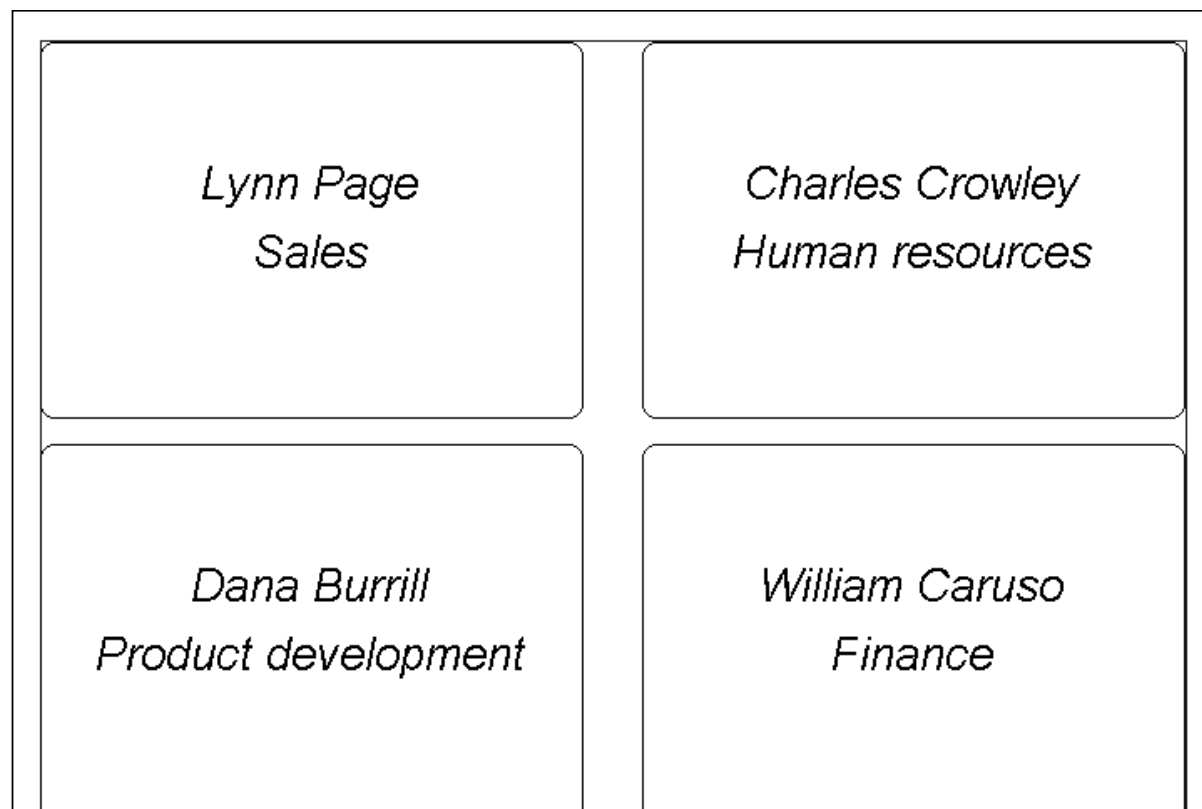 Lynn Page
Sales
Charles Crowley
Human resources
Dana Burrill
Product development
William Caruso
Finance